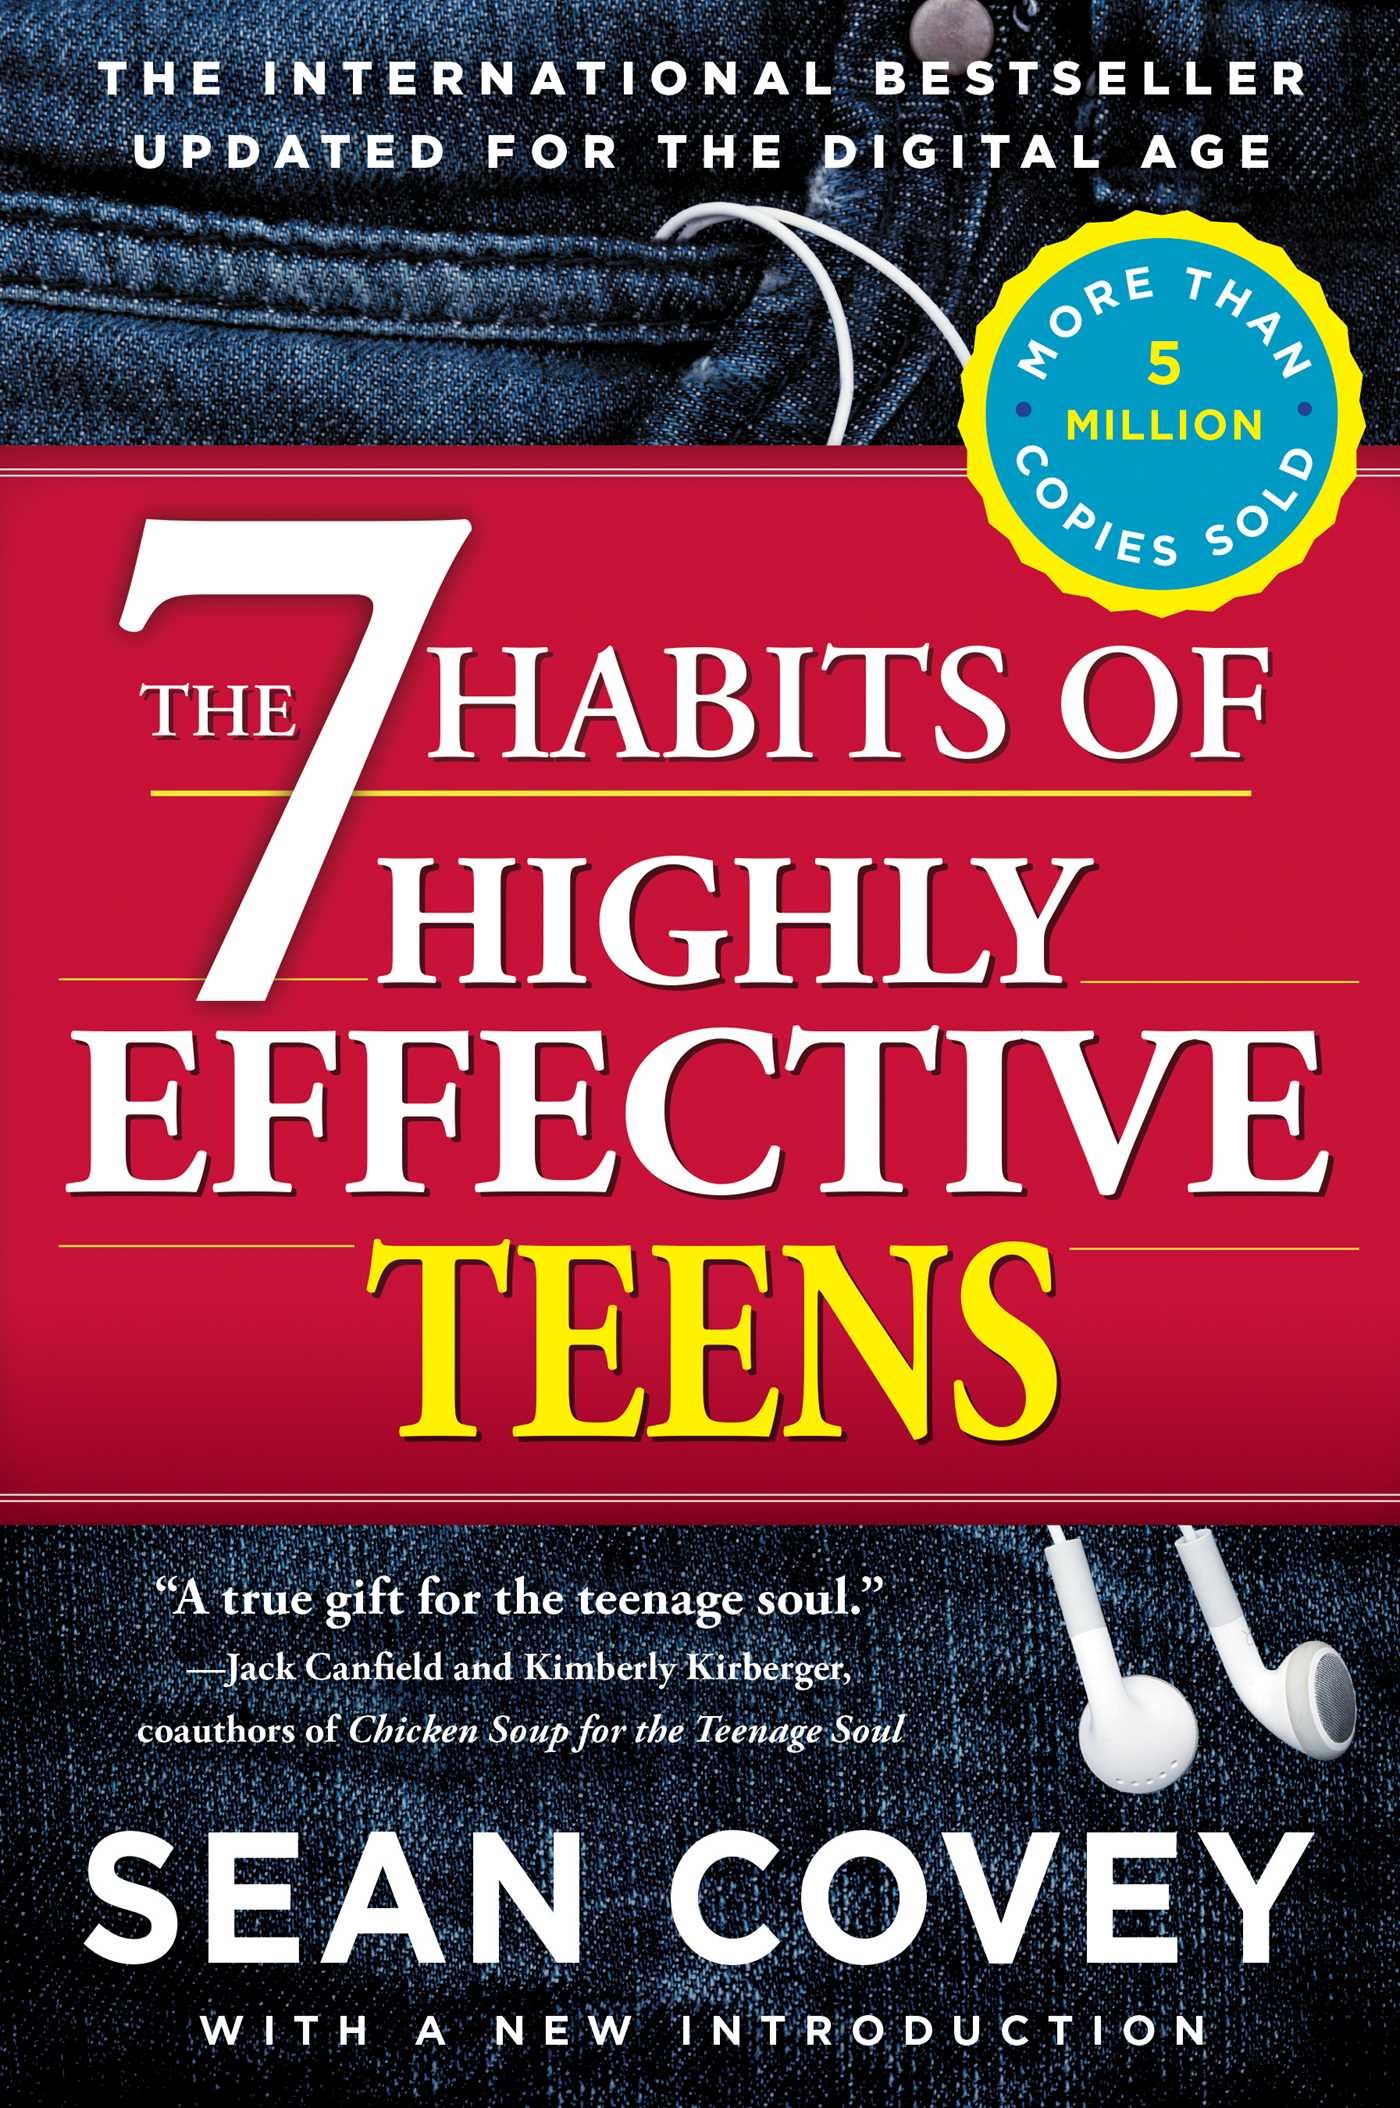 THE INTERNATIONAL BESTSELLER
UPDATED FOR THE DIGITAL AGE
MORE THAN
5
MILLION
COPIES SOLD
THE 7 HABITS OF
HIGHLY
EFFECTIVE
TEENS
“A true gift for the teenage soul.”
—Jack Canfield and Kimberly Kirberger,
coauthors of Chicken Soup for the Teenage Soul
SEAN COVEY
WITH A NEW INTRODUCTION